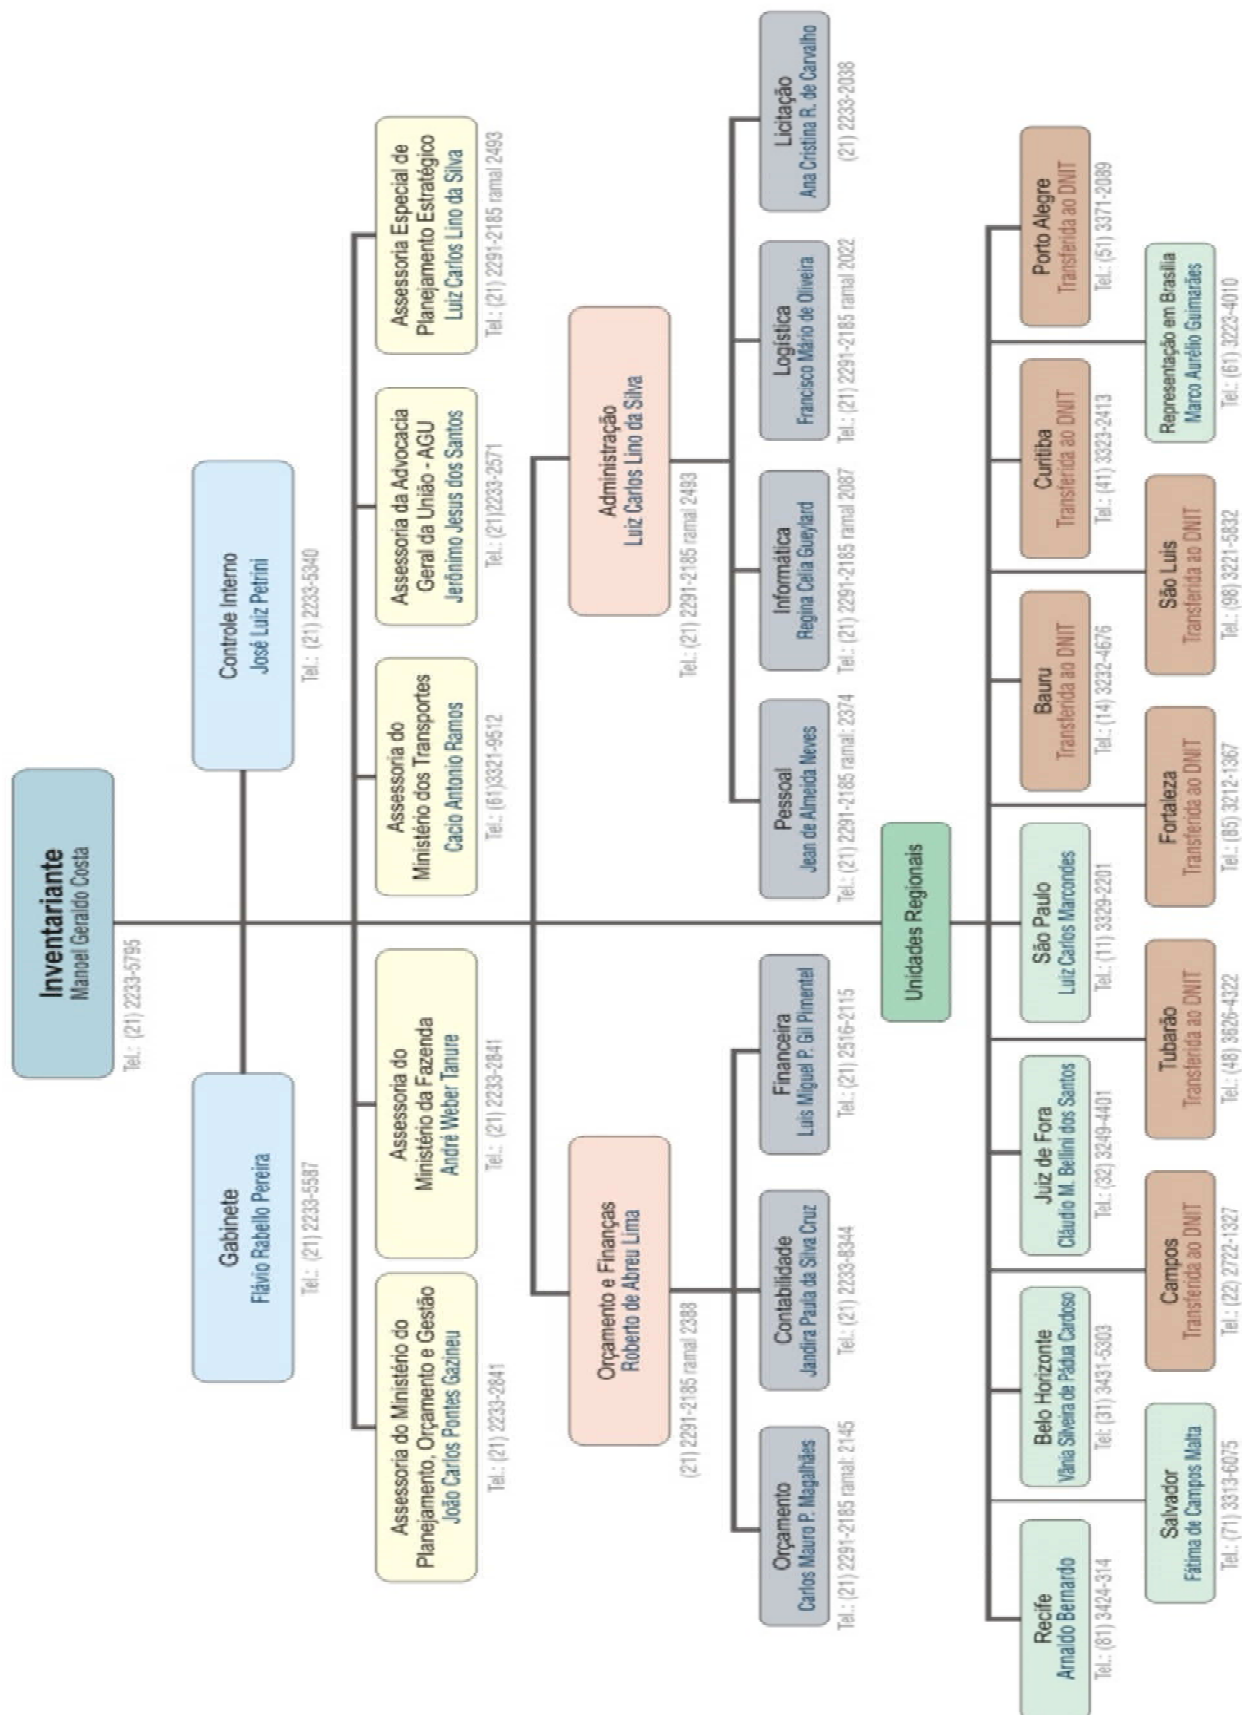 Inventariante
Manoel Geraldo Costa
Tel.: (21) 2233-5795
Gabinete
Flávio Rabello Pereira
Tel.: (21) 2233-5587
Controle Interno
José Luiz Petrini
Tel.: (21) 2233-5340
Assessoria do Ministério do
Planejamento, Orçamento e Gestão
João Carlos Pontes Gazineu
Tel.: (21) 2233-2841
Assessoria do
Ministério da Fazenda
André Weber Tanure
Tel.: (21) 2233-2841
Assessoria do
Ministério dos Transportes
Cacio Antonio Ramos
Tel.: (61)3321-9512
Assessoria da Advocacia
Geral da União - AGU
Jerônimo Jesus dos Santos
Tel.: (21)2233-2571
Assessoria Especial de
Planejamento Estratégico
Luiz Carlos Lino da Silva
Tel.: (21) 2291-2185 ramal 2493
Orçamento e Finanças
Roberto de Abreu Lima
(21) 2291-2185 ramal 2388
Administração
Luiz Carlos Lino da Silva
Tel.: (21) 2291-2185 ramal 2493
Orçamento
Carlos Mauro P. Magalhães
Tel.: (21) 2291-2185 ramal: 2145
Contabilidade
Jandira Paula da Silva Cruz
Tel.: (21) 2233-8344
Financeira
Luis Miguel P. Gil Pimentel
Tel.: (21) 2516-2115
Pessoal
Jean de Almeida Neves
Tel.: (21) 2291-2185 ramal: 2374
Informática
Regina Celia Gueylard
Tel.: (21) 2291-2185 ramal 2087
Logística
Francisco Mário de Oliveira
Tel.: (21) 2291-2185 ramal 2022
Licitação
Ana Cristina R. de Carvalho
(21) 2233-2038
Unidades Regionais
Recife
Arnaldo Bernardo
Tel.: (81) 3424-314
Belo Horizonte
Vânia Silveira de Pádua Cardoso
Tel: (31) 3431-5303
Juiz de Fora
Cláudio M. Bellini dos Santos
Tel.: (32) 3249-4401
São Paulo
Luiz Carlos Marcondes
Tel.: (11) 3329-2201
Bauru
Transferida ao DNIT
Tel.: (14) 3232-4676
Curitiba
Transferida ao DNIT
Tel.: (41) 3323-2413
Porto Alegre
Transferida ao DNIT
Tel.: (51) 3371-2089
Salvador
Fátima de Campos Malta
Tel.: (71) 3313-6075
Campos
Transferida ao DNIT
Tel.: (22) 2722-1327
Tubarão
Transferida ao DNIT
Tel.: (48) 3626-4322
Fortaleza
Transferida ao DNIT
Tel.: (85) 3212-1367
São Luis
Transferida ao DNIT
Tel.: (98) 3221-5832
Representação em Brasília
Marco Aurélio Guimarães
Tel.: (61) 3223-4010